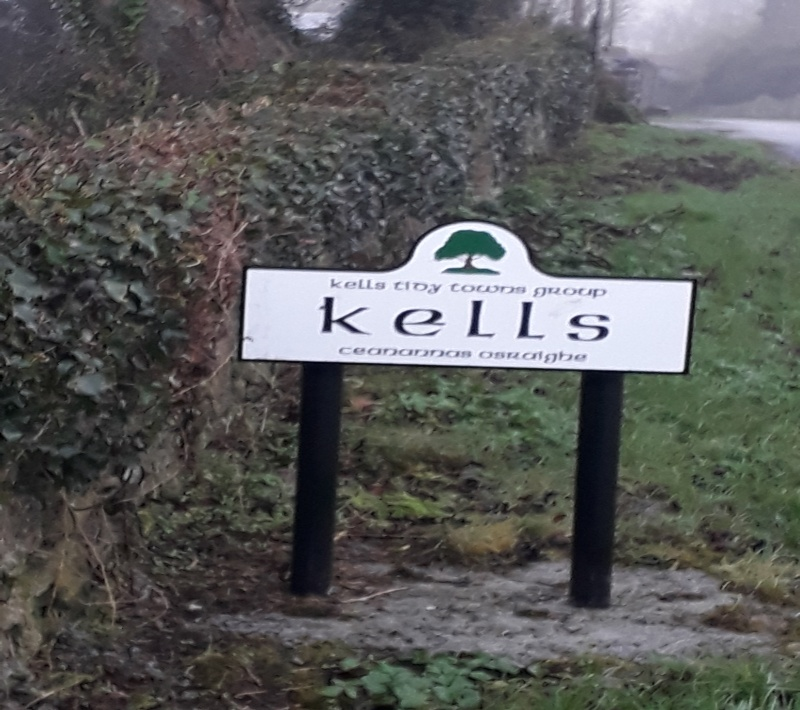 kells tidy towns group
kells
ceanannas osraighe